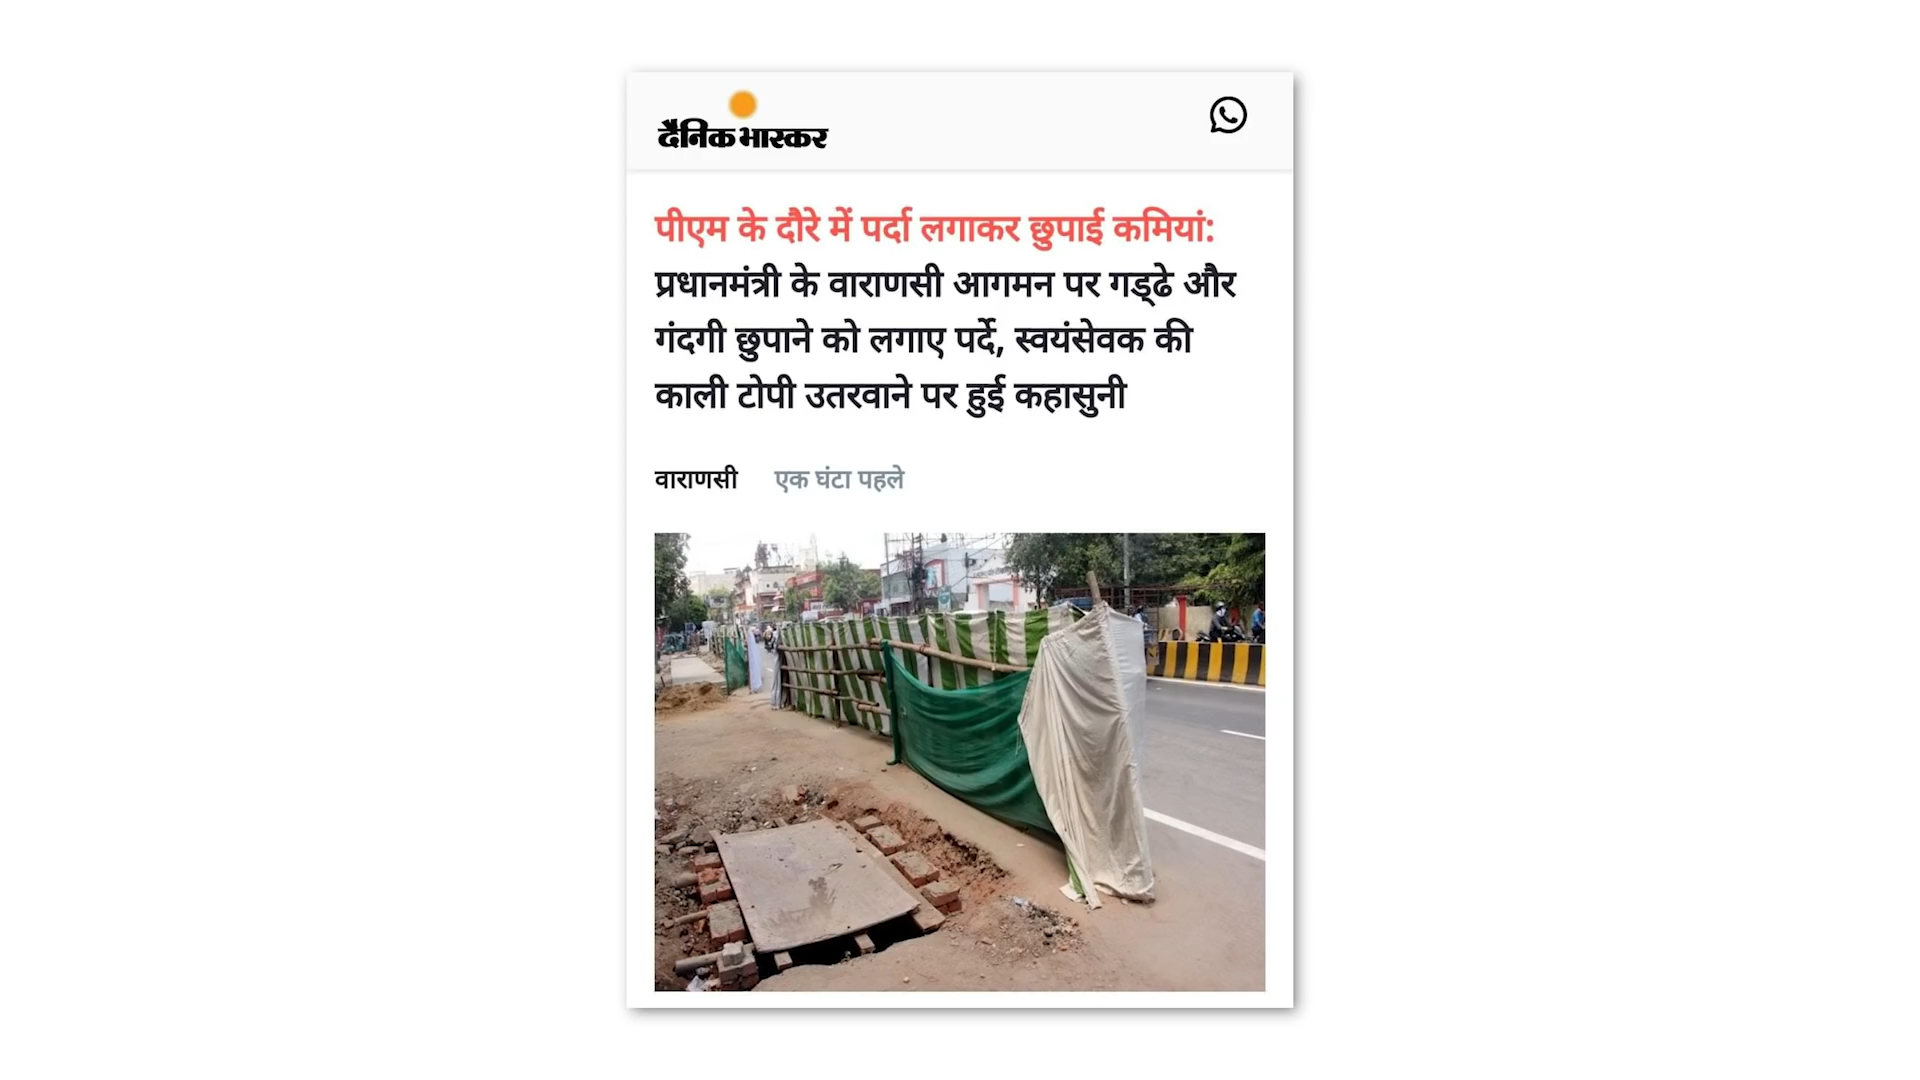 दैनिक भास्कर
पीएम के दौरे में पर्दा लगाकर छुपाई कमियां:
प्रधानमंत्री के वाराणसी आगमन पर गड्‌ढे और
गंदगी छुपाने को लगाए पर्दे, स्वयंसेवक की
काली टोपी उतरवाने पर हुई कहासुनी
वाराणसी एक घंटा पहले